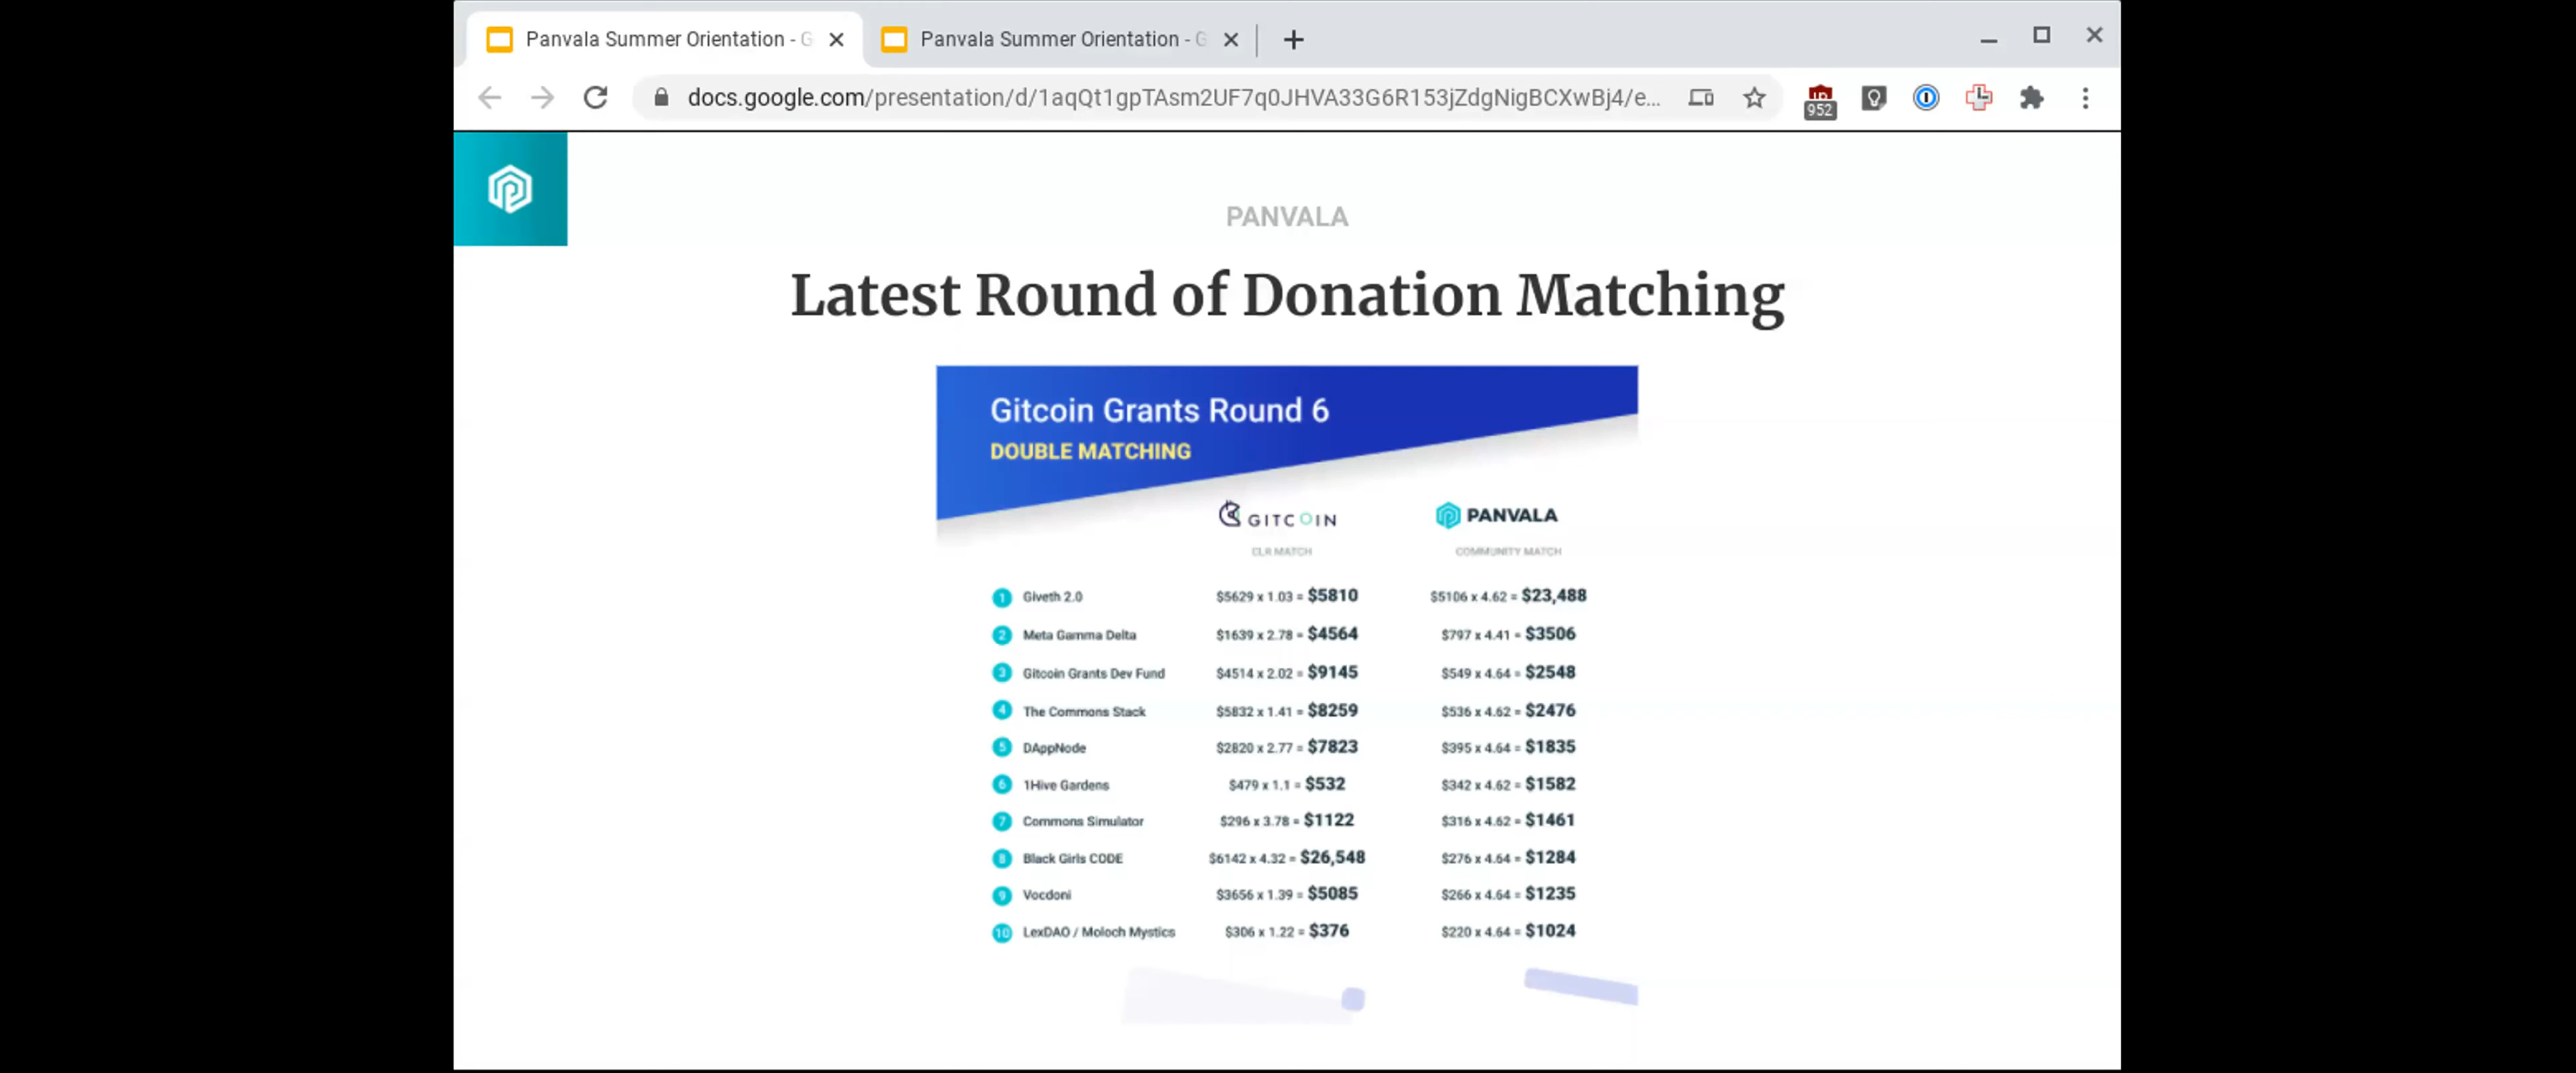 Panvala Summer Orientation - G
Panvala Summer Orientation - G
docs.google.com/presentation/d/1aqQt1gpTAsm2UF7q0JHVA33G6R153jZdgNigBCXwBj4/e...
952
PANVALA
Latest Round of Donation Matching
Gitcoin Grants Round 6
DOUBLE MATCHING
GITCOIN PANVALA
CLR MATCH COMMUNITY MATCH
1 Giveth 2.0 $5629 x 1.03 = $5810 $5106 x 4.62 = $23,488
2 Meta Gamma Delta $1639 x 2.78 = $4564 $797 x 4.41 = $3506
3 Gitcoin Grants Dev Fund $4514 x 2.02 = $9145 $549 x 4.64 = $2548
4 The Commons Stack $5832 x 1.41 = $8259 $536 x 4.62 = $2476
5 DAppNode $2820 x 2.77 = $7823 $395 x 4.64 = $1835
6 1Hive Gardens $479 x 1.1 = $532 $342 x 4.62 = $1582
7 Commons Simulator $296 x 3.78 = $1122 $316 x 4.62 = $1461
8 Black Girls CODE $6142 x 4.32 = $26,548 $276 x 4.64 = $1284
9 Vocdoni $3656 x 1.39 = $5085 $266 x 4.64 = $1235
10 LexDAO / Moloch Mystics $306 x 1.22 = $376 $220 x 4.64 = $1024